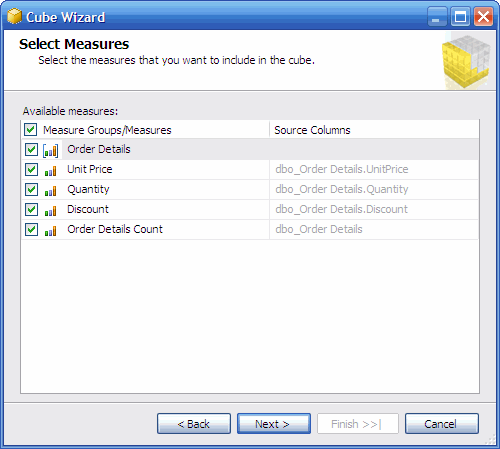 Cube Wizard
Select Measures
Select the measures that you want to include in the cube.
Available measures:
Measure Groups/Measures Source Columns
Order Details
Unit Price dbo_Order Details.UnitPrice
Quantity dbo_Order Details.Quantity
Discount dbo_Order Details.Discount
Order Details Count dbo_Order Details
< Back Next > Finish >>| Cancel